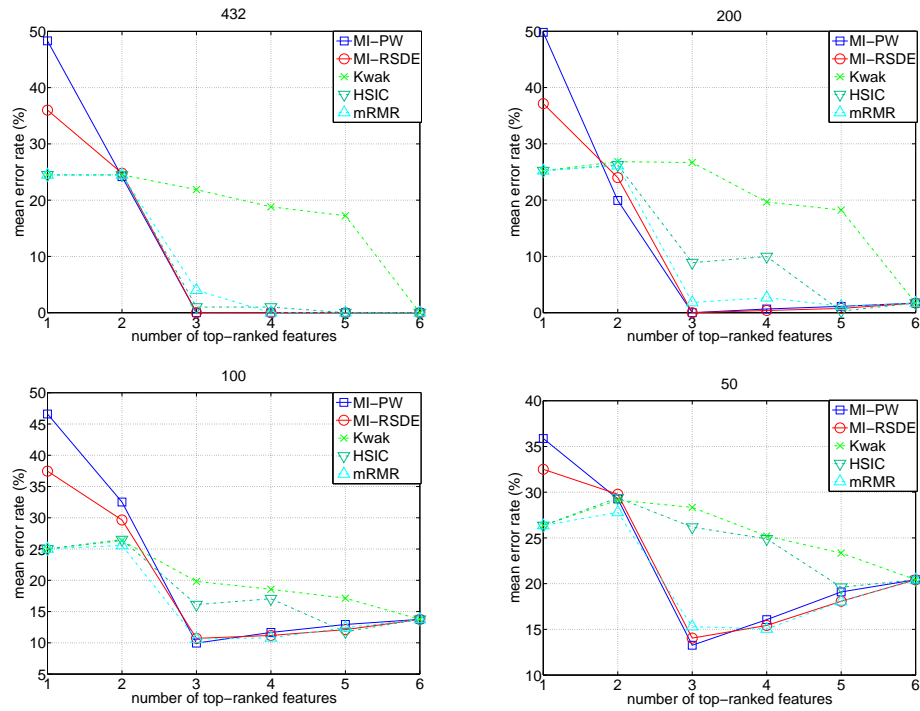 432
50
40
30
20
10
0
mean error rate (%)
MI−PW
MI−RSDE
Kwak
HSIC
mRMR
1 2 3 4 5 6
number of top−ranked features
200
50
40
30
20
10
0
mean error rate (%)
MI−PW
MI−RSDE
Kwak
HSIC
mRMR
1 2 3 4 5 6
number of top−ranked features
100
50
45
40
35
30
25
20
15
10
5
mean error rate (%)
MI−PW
MI−RSDE
Kwak
HSIC
mRMR
1 2 3 4 5 6
number of top−ranked features
50
40
35
30
25
20
15
10
mean error rate (%)
MI−PW
MI−RSDE
Kwak
HSIC
mRMR
1 2 3 4 5 6
number of top−ranked features